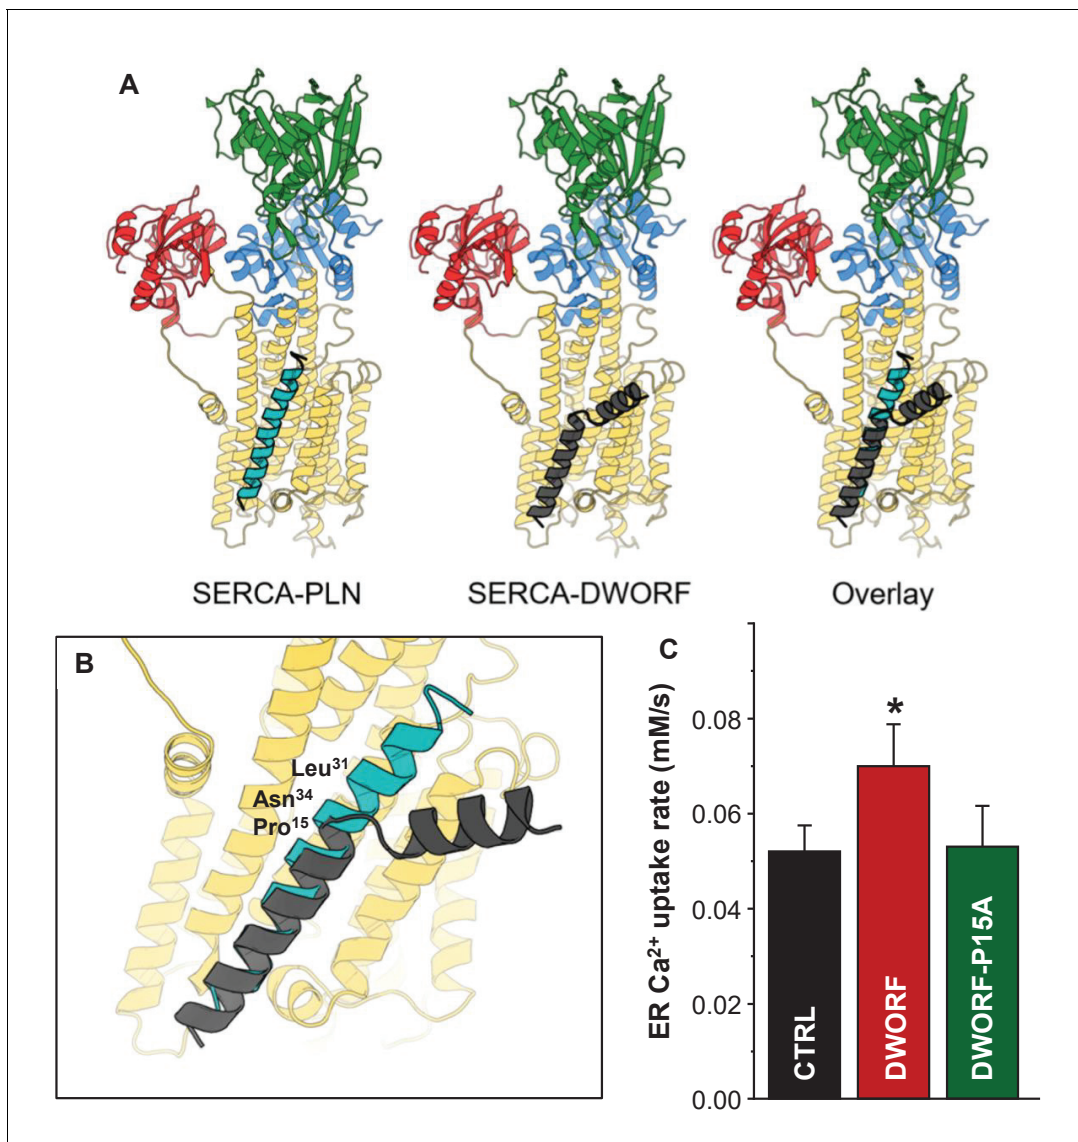 A
SERCA-PLN
SERCA-DWORF
Overlay
B
Leu³¹
Asn³⁴
Pro¹⁵
C
ER Ca²⁺ uptake rate (mM/s)
0.08
0.06
0.04
0.02
0.00
*
CTRL
DWORF
DWORF-P15A